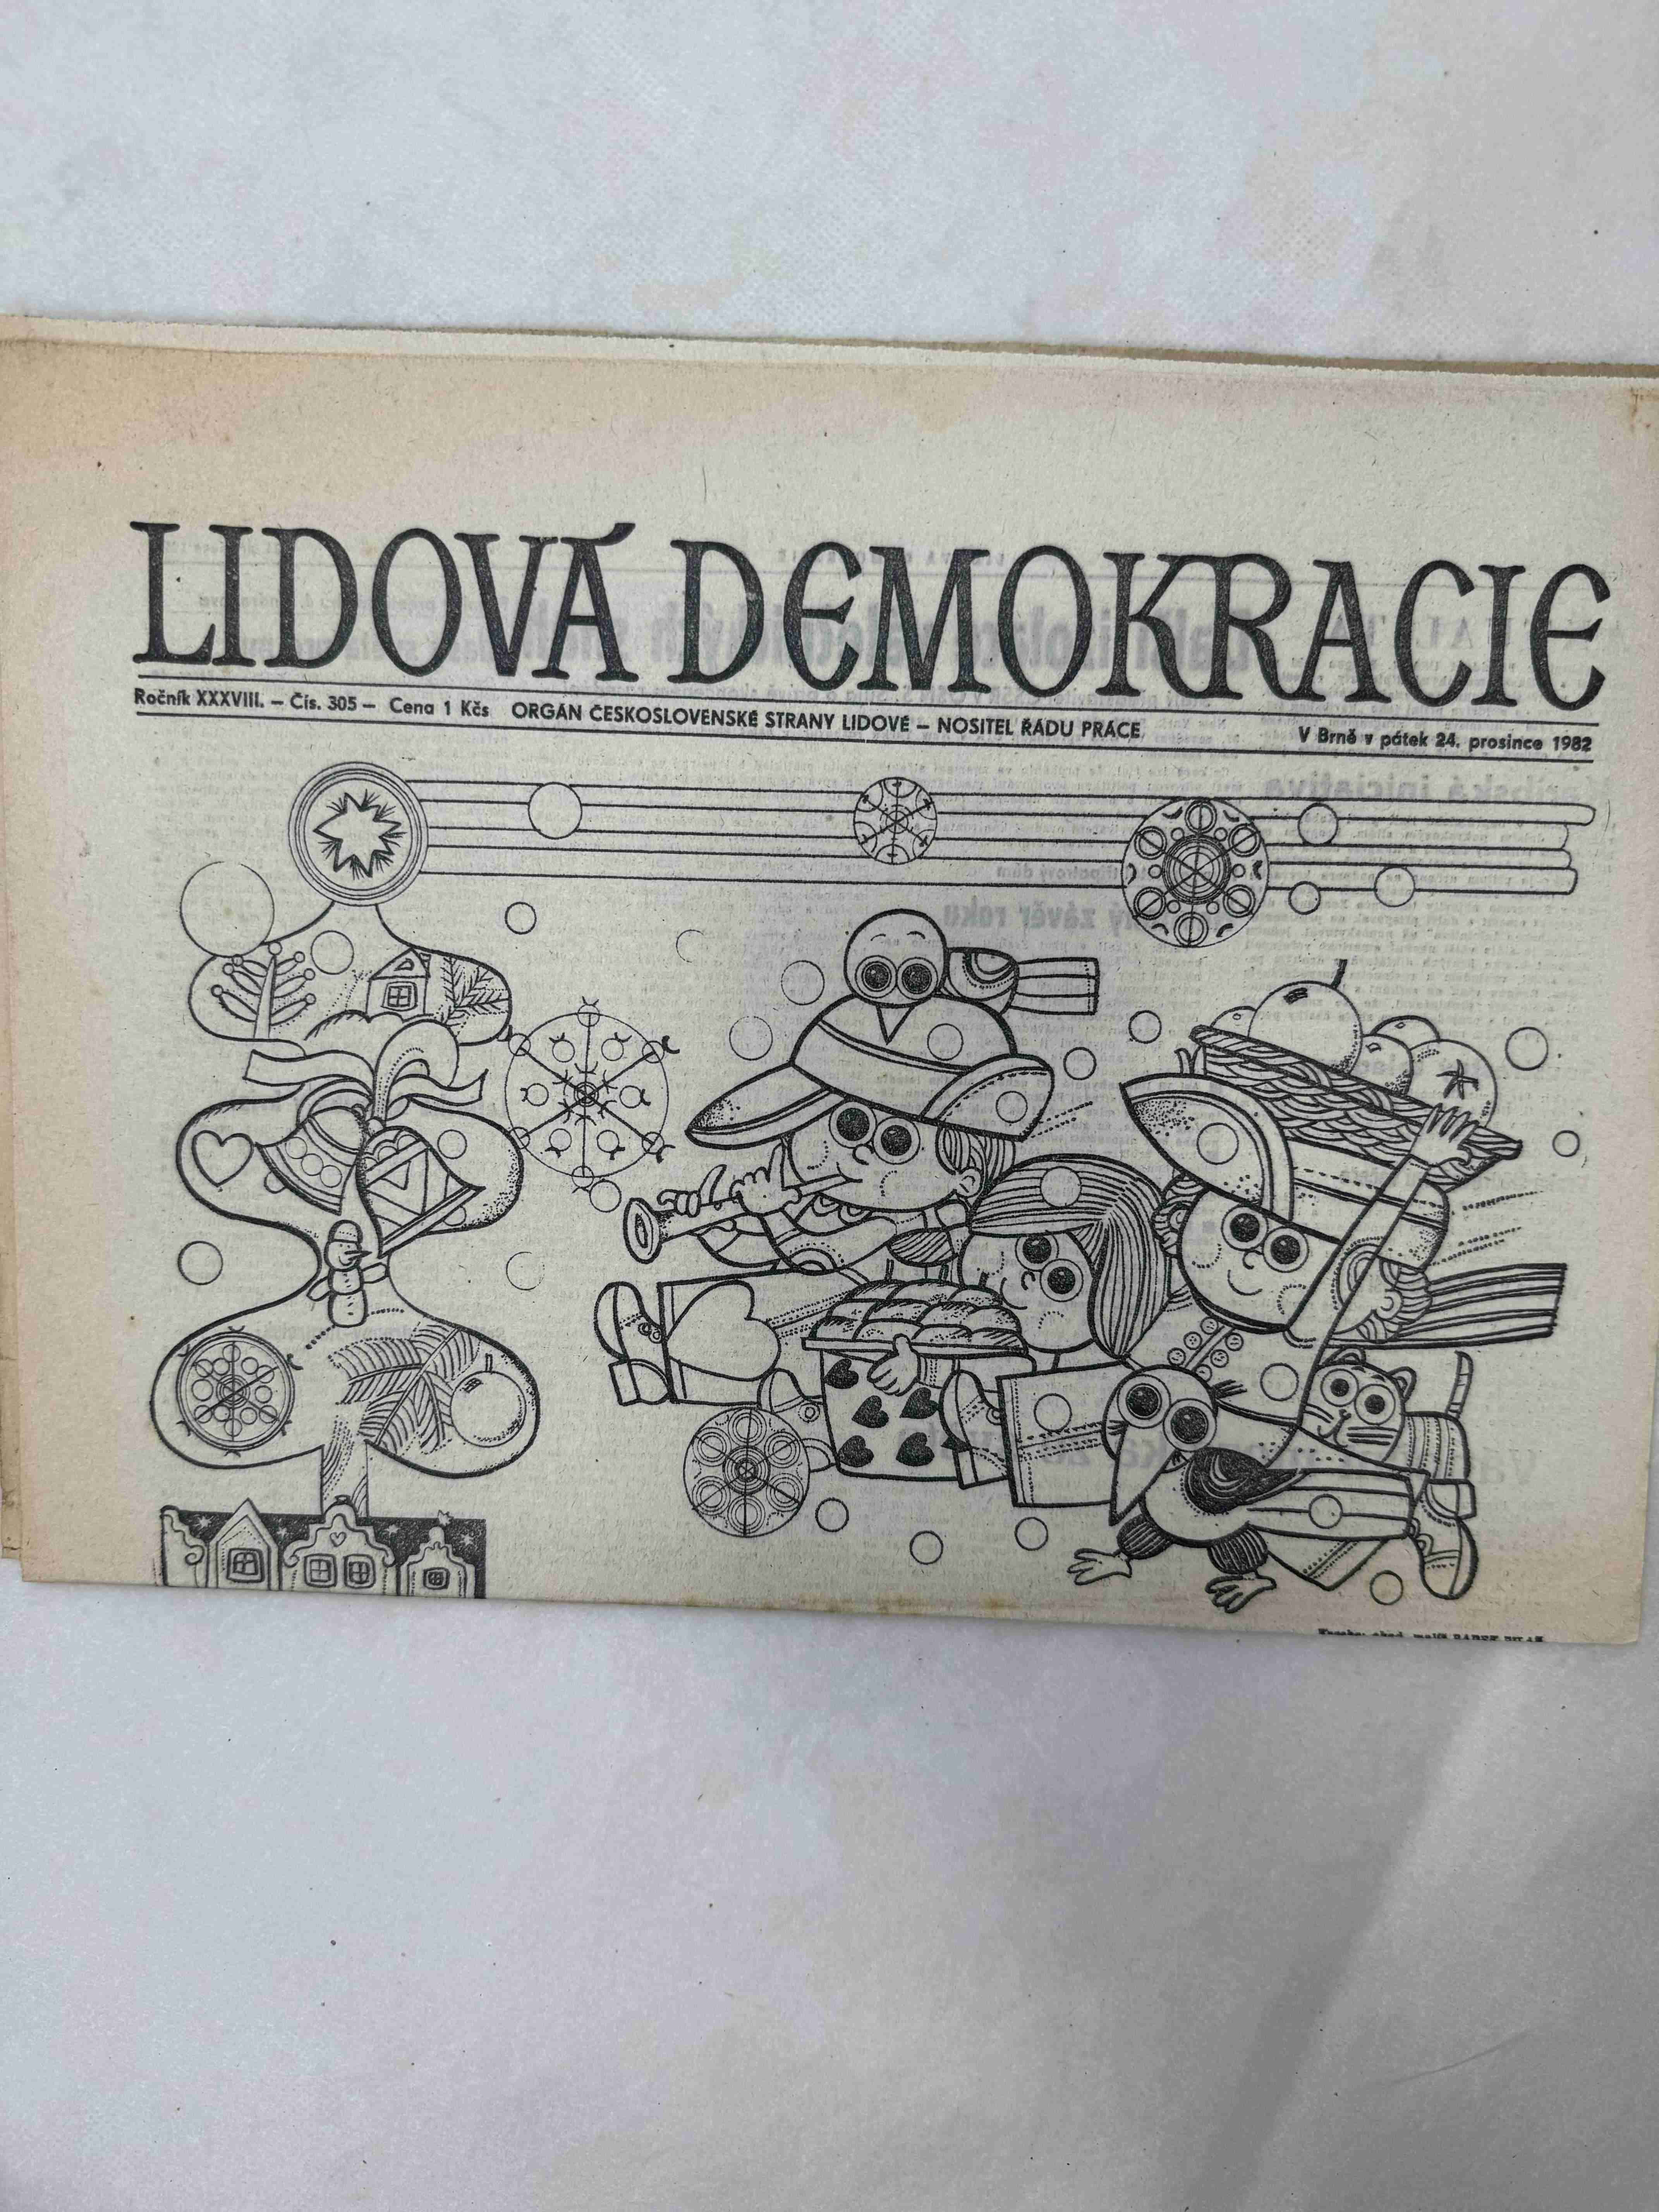 LIDOVÁ DEMOKRACIE
Ročník XXXVIII. – Čís. 305 – Cena 1 Kčs ORGÁN ČESKOSLOVENSKÉ STRANY LIDOVÉ – NOSITEL ŘÁDU PRÁCE V Brně v pátek 24. prosince 1982